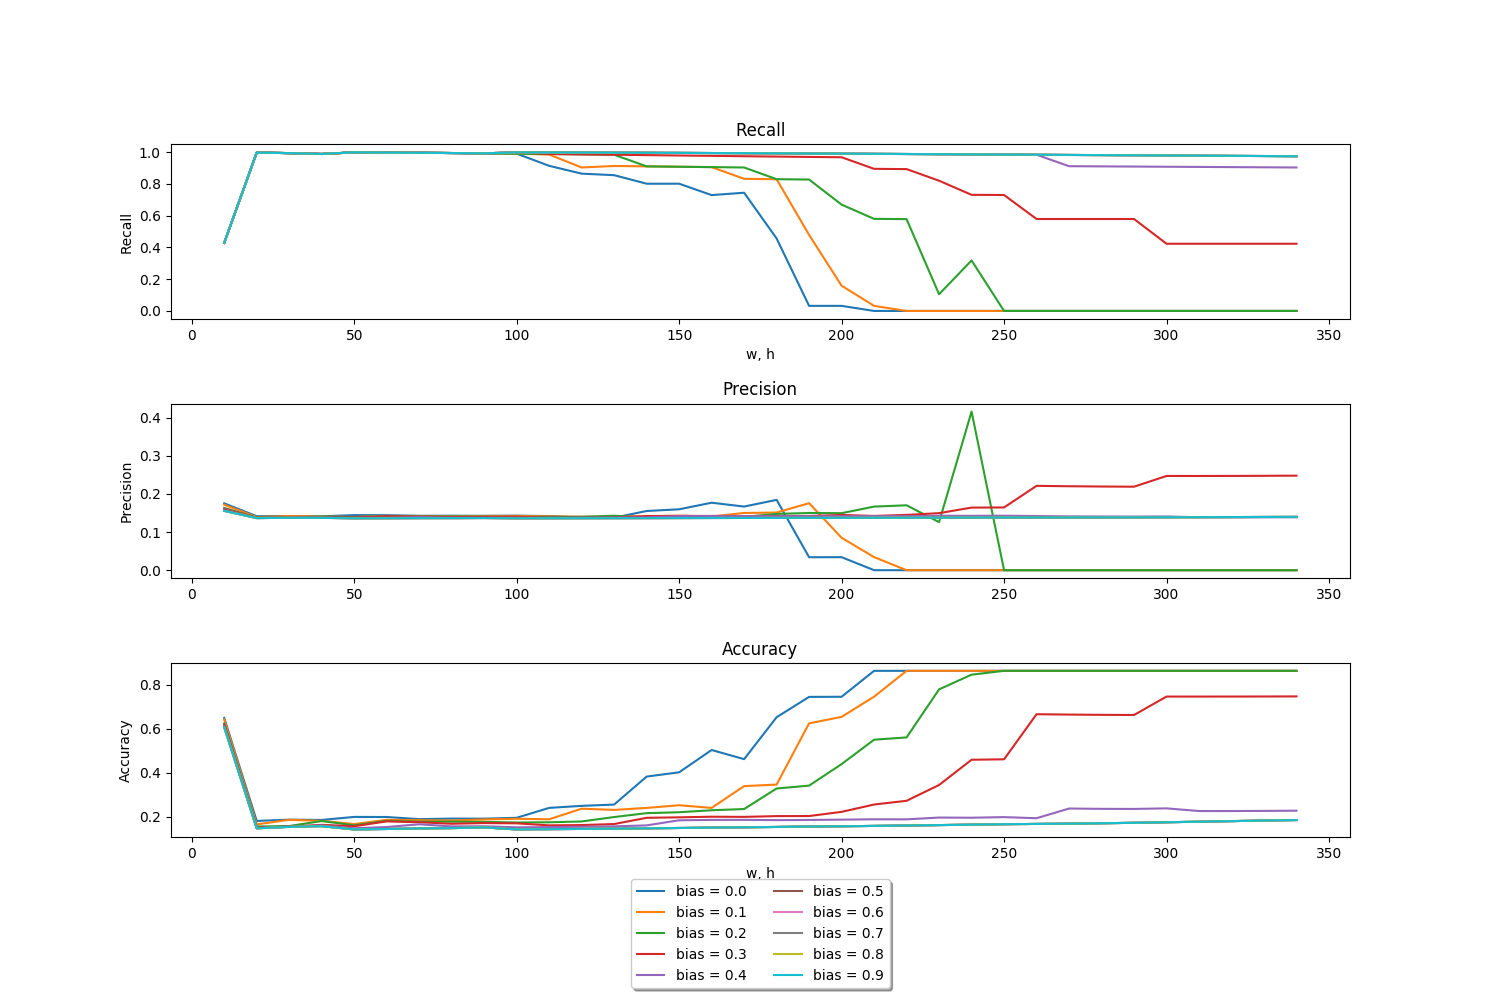 Recall
1.0
0.8
0.6
0.4
0.2
0.0
Recall
0 50 100 150 200 250 300 350
w, h
Precision
0.4
0.3
0.2
0.1
0.0
Precision
0 50 100 150 200 250 300 350
Accuracy
0.8
0.6
0.4
0.2
Accuracy
0 50 100 150 200 250 300 350
w, h
bias = 0.0 bias = 0.5
bias = 0.1 bias = 0.6
bias = 0.2 bias = 0.7
bias = 0.3 bias = 0.8
bias = 0.4 bias = 0.9